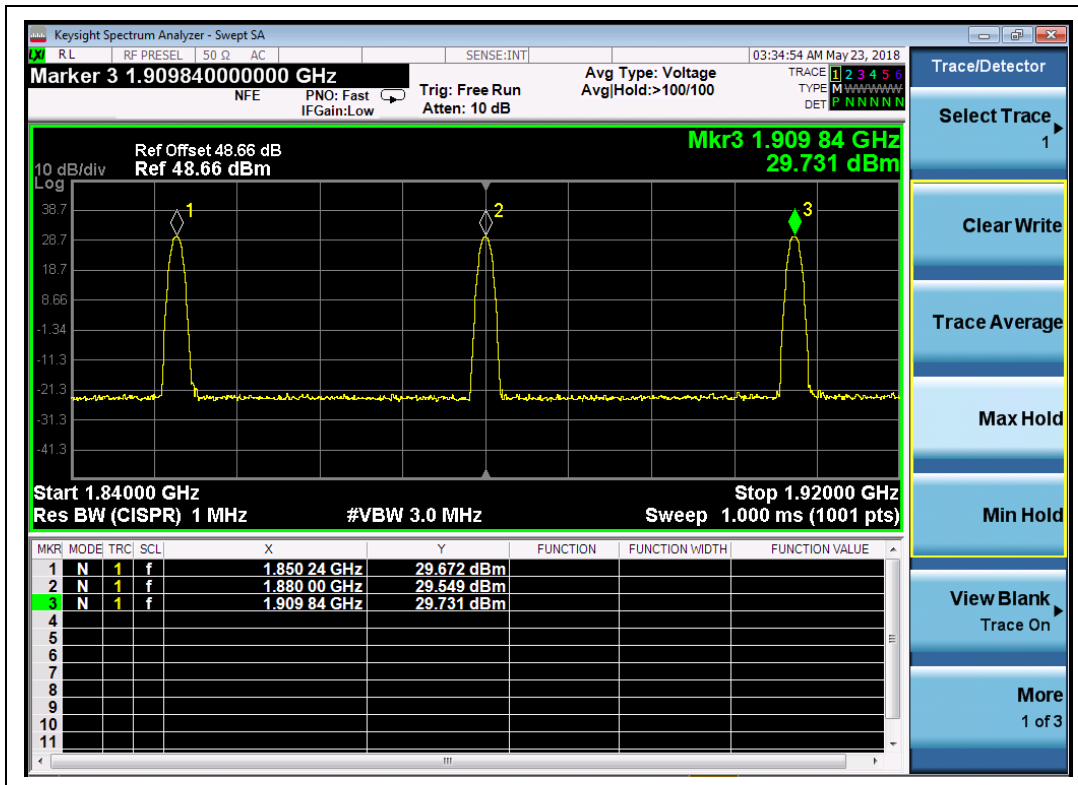 Keysight Spectrum Analyzer - Swept SA
LXI RL RF PRESEL 50 Ω AC SENSE:INT 03:34:54 AM May 23, 2018
Marker 3 1.909840000000 GHz
NFE PNO: Fast IFGain:Low
Trig: Free Run
Atten: 10 dB
Avg Type: Voltage
Avg|Hold:>100/100
TRACE 1 2 3 4 5 6
TYPE M WWWWW
DET P N N N N N
Mkr3 1.909 84 GHz
29.731 dBm
Ref Offset 48.66 dB
10 dB/div Ref 48.66 dBm
Log
38.7
28.7
18.7
8.66
-1.34
-11.3
-21.3
-31.3
-41.3
1
2
3
Start 1.84000 GHz Stop 1.92000 GHz
Res BW (CISPR) 1 MHz #VBW 3.0 MHz Sweep 1.000 ms (1001 pts)
MKR MODE TRC SCL X Y FUNCTION FUNCTION WIDTH FUNCTION VALUE
1 N 1 f 1.850 24 GHz 29.672 dBm
2 N 1 f 1.880 00 GHz 29.549 dBm
3 N 1 f 1.909 84 GHz 29.731 dBm
4
5
6
7
8
9
10
11
Trace/Detector
Select Trace
1
Clear Write
Trace Average
Max Hold
Min Hold
View Blank
Trace On
More
1 of 3